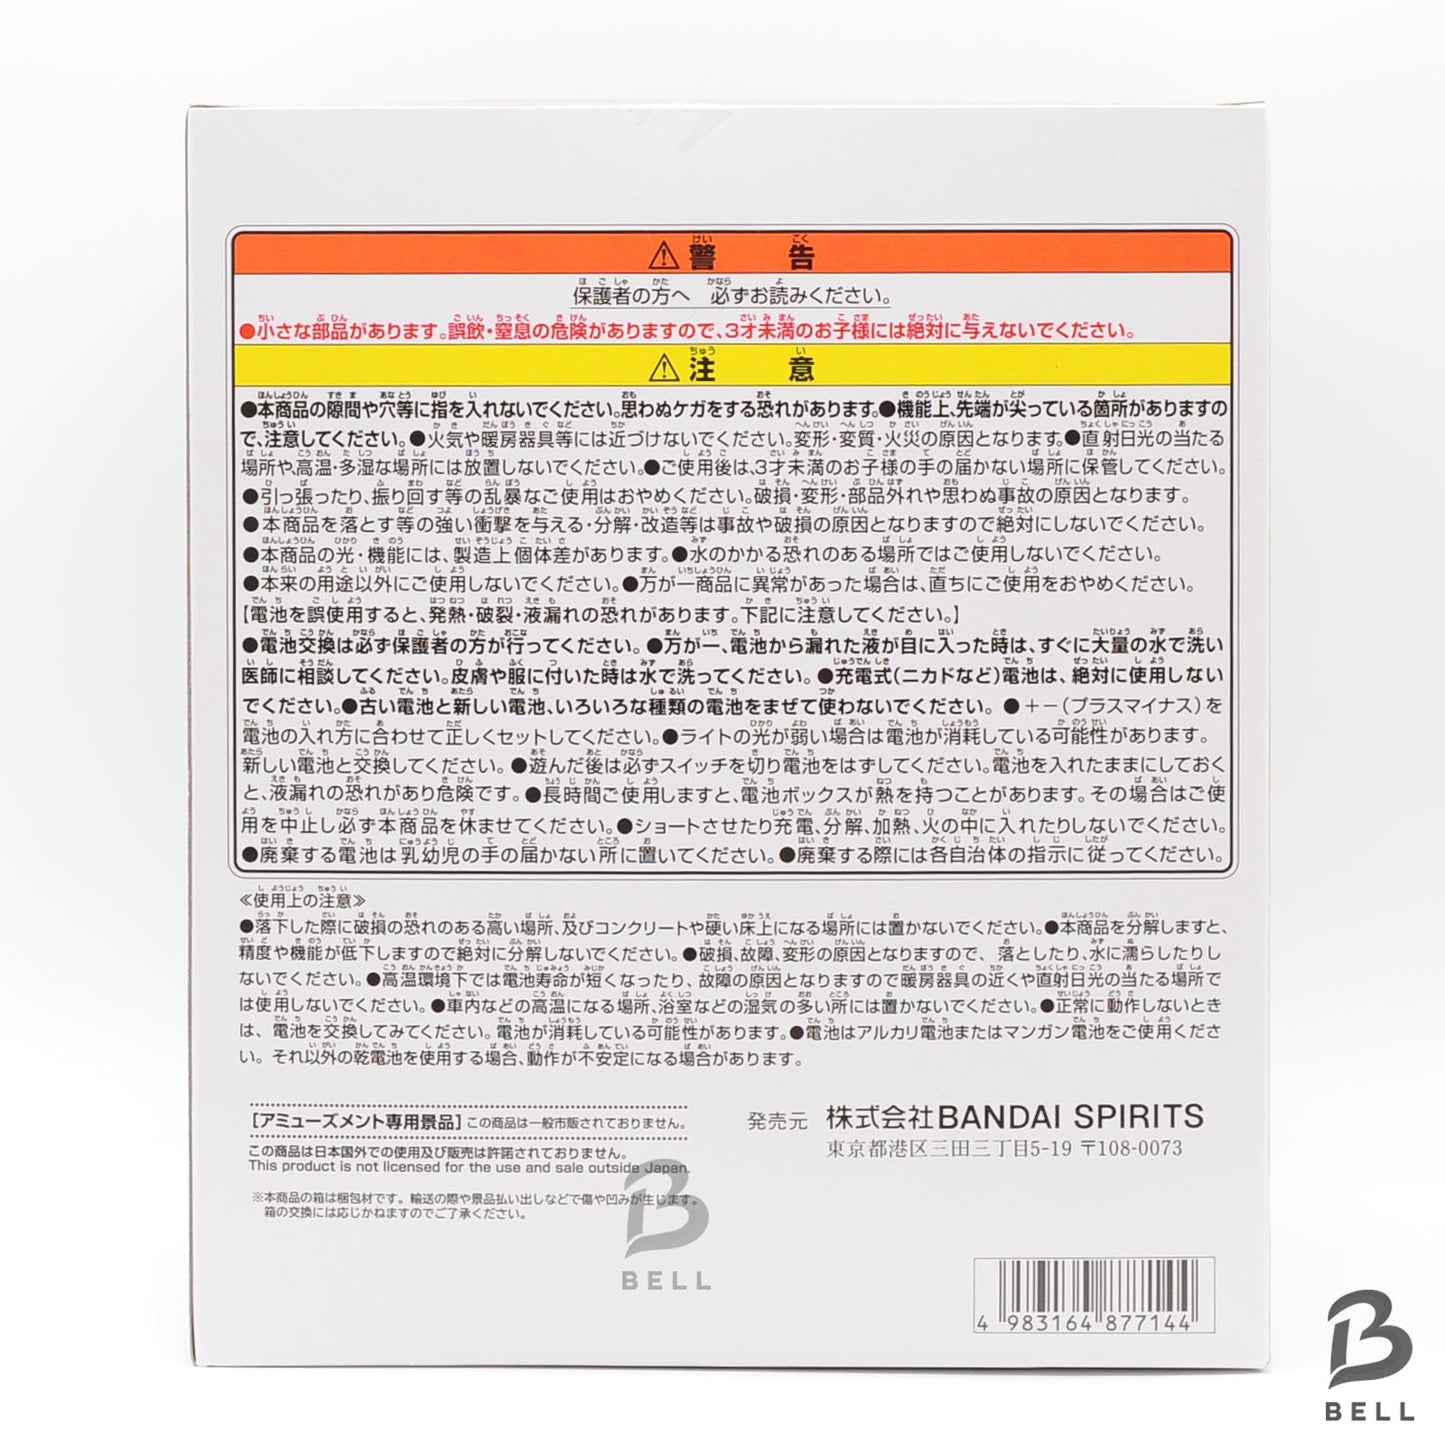 ⚠警告
保護者の方へ 必ずお読みください。
●小さな部品があります。誤飲・窒息の危険がありますので、3才未満のお子様には絶対に与えないでください。
⚠注意
●本商品の隙間や穴等に指を入れないでください。思わぬケガをする恐れがあります。●機能上、先端が尖っている箇所がありますの
で、注意してください。●火気や暖房器具等には近づけないでください。変形・変質・火災の原因となります。●直射日光の当たる
場所や、高温・多湿な場所には放置しないでください。●ご使用後は、3才未満のお子様の手の届かない場所に保管してください。
●引っ張ったり、振り回す等の乱暴なご使用はおやめください。破損・変形・部品外れや思わぬ事故の原因となります。
●本商品を落とす等の強い衝撃を与える・分解・改造等は事故や破損の原因となりますので絶対にしないでください。
●本商品の光・機能には、製造上個体差があります。●水のかかる恐れのある場所ではご使用しないでください。
●本来の用途以外にご使用しないでください。●万が一商品に異常があった場合は、直ちにご使用をおやめください。
【電池を誤使用すると、発熱・破裂・液漏れの恐れがあります。下記に注意してください。】
●電池交換は必ず保護者の方が行ってください。●万が一、電池から漏れた液が目に入った時は、すぐに大量の水で洗い
医師に相談してください。皮膚や服に付いた時は水で洗ってください。●充電式(ニカドなど)電池は、絶対に使用しない
でください。●古い電池と新しい電池、いろいろな種類の電池をまぜて使わないでください。●+−(プラスマイナス)を
電池の入れ方に合わせて正しくセットしてください。●ライトの光が弱い場合は電池が消耗している可能性があります。
新しい電池と交換してください。●遊んだ後は必ずスイッチを切り電池をはずしてください。電池を入れたままにしておく
と、液漏れの恐れがあり危険です。●長時間ご使用しますと、電池ボックスが熱を持つことがあります。その場合はご使
用を中止し必ず本商品を休ませてください。●ショートさせたり充電、分解、加熱、火の中に入れたりしないでください。
●廃棄する電池は乳幼児の手の届かない所に置いてください。●廃棄する際には各自治体の指示に従ってください。
≪使用上の注意≫
●落下した際に破損の恐れのある高い場所、及びコンクリートや硬い床上になる場所には置かないでください。●本商品を分解しますと、
精度や機能が低下しますので絶対に分解しないでください。●破損、故障、変形の原因となりますので、落としたり、水に濡らしたりし
ないでください。●高温環境下では電池寿命が短くなったり、故障の原因となりますので暖房器具の近くや直射日光の当たる場所で
は使用しないでください。●車内などの高温になる場所、浴室などの湿気の多い所には置かないでください。●正常に動作しないとき
は、電池を交換してみてください。電池が消耗している可能性があります。●電池はアルカリ電池またはマンガン電池をご使用くださ
い。それ以外の乾電池を使用する場合、動作が不安定になる場合があります。
[アミューズメント専用景品]この商品は一般市販されておりません。
この商品は日本国外での使用及び販売は許諾されておりません。
This product is not licensed for the use and sale outside Japan.
※本商品の箱は梱包材です。輸送の際や景品払い出しなどで傷や凹みが生じます。
箱の交換には応じかねますのでご了承ください。
発売元 株式会社BANDAI SPIRITS
東京都港区三田三丁目5-19 〒108-0073
BELL
4 983164 877144
BELL